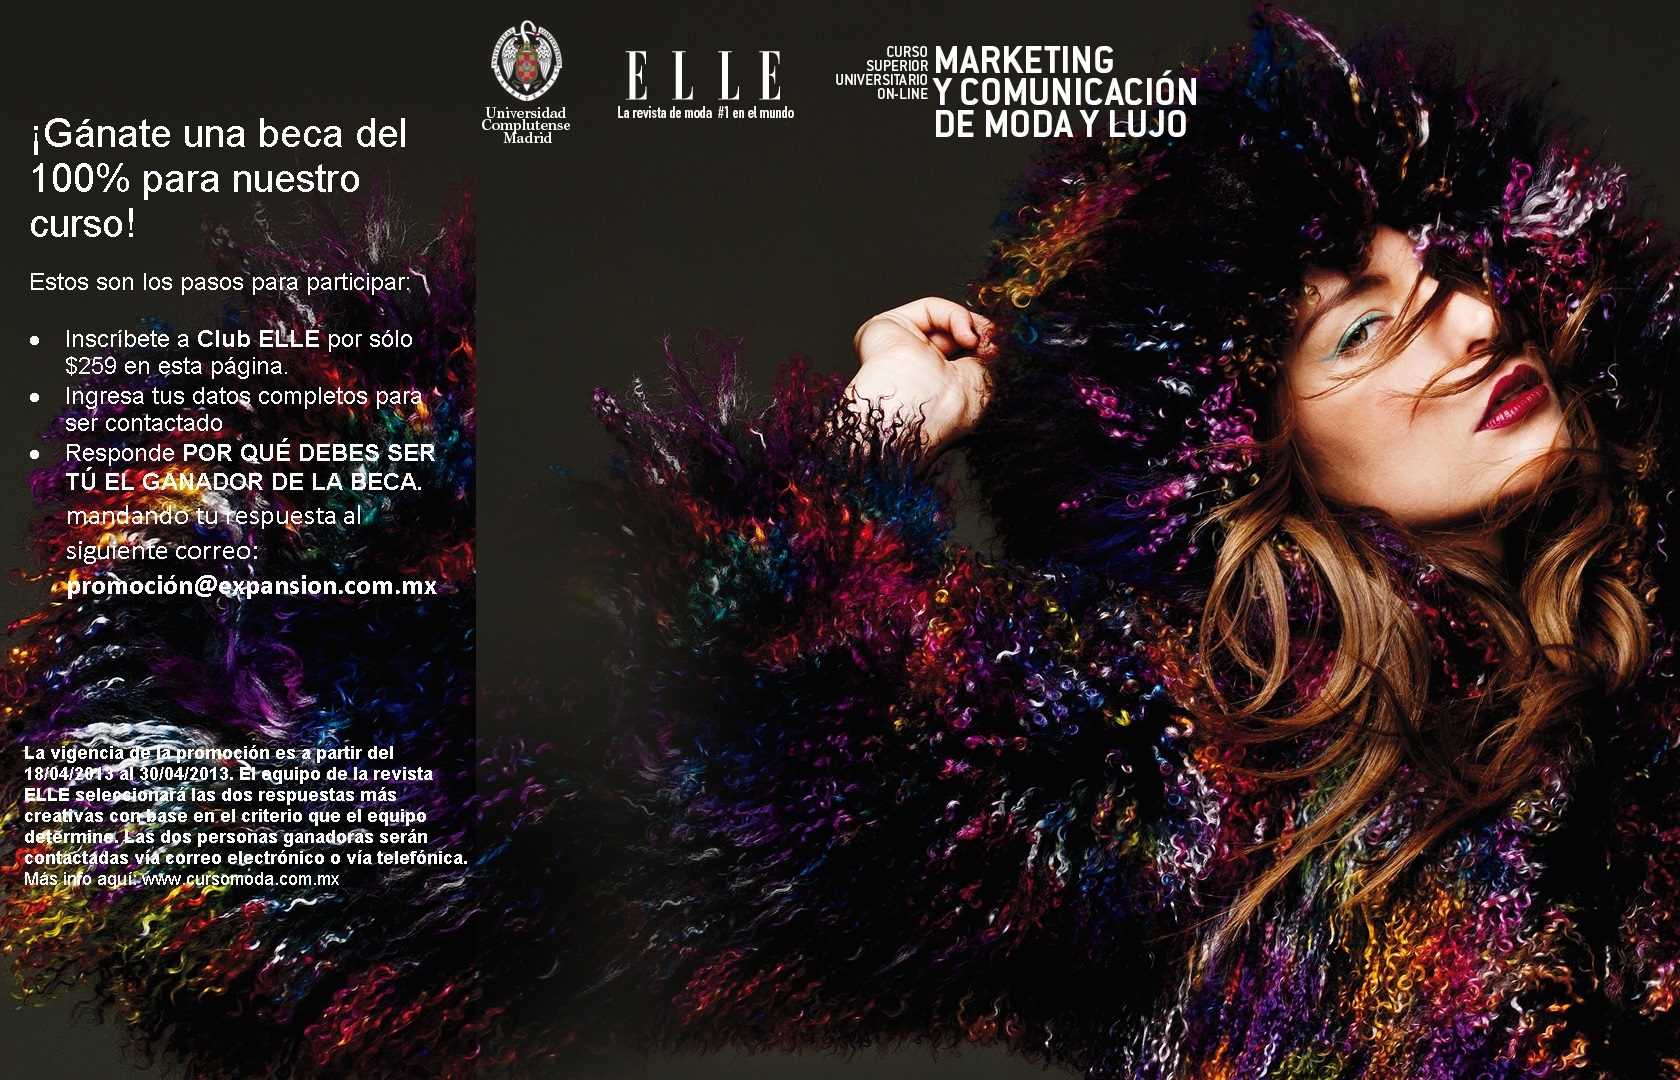 Universidad
Complutense
Madrid
ELLE
La revista de moda #1 en el mundo
CURSO
SUPERIOR
UNIVERSITARIO
ON-LINE
MARKETING
Y COMUNICACIÓN
DE MODA Y LUJO
¡Gánate una beca del
100% para nuestro
curso!
Estos son los pasos para participar:
• Inscríbete a Club ELLE por sólo
$259 en esta página.
• Ingresa tus datos completos para
ser contactado
• Responde POR QUÉ DEBES SER
TÚ EL GANADOR DE LA BECA.
mandando tu respuesta al
siguiente correo:
promoción@expansion.com.mx
La vigencia de la promoción es a partir del
18/04/2013 al 30/04/2013. El equipo de la revista
ELLE seleccionará las dos respuestas más
creativas con base en el criterio que el equipo
determine. Las dos personas ganadoras serán
contactadas vía correo electrónico o vía telefónica.
Más info aquí: www.cursomoda.com.mx